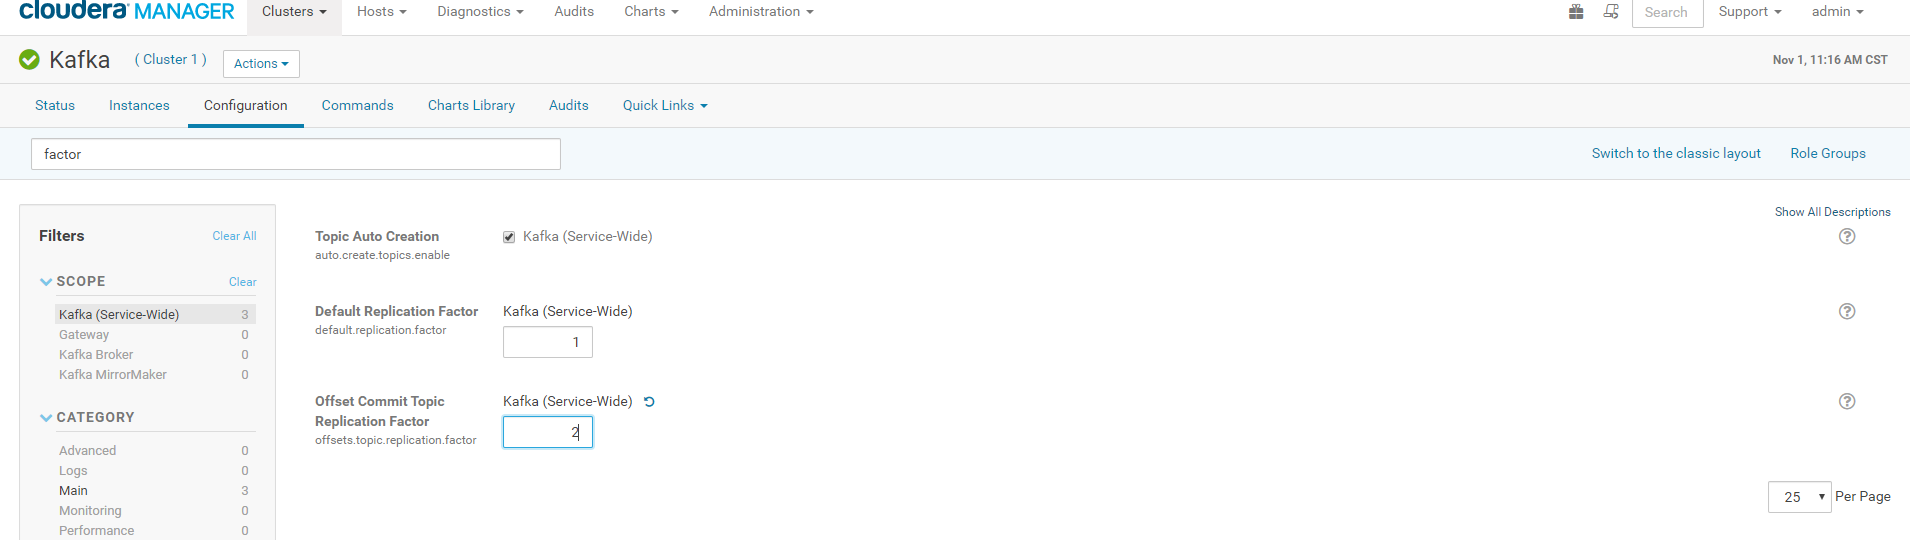 cloudera MANAGER Clusters Hosts Diagnostics Audits Charts Administration Search Support admin
Kafka ( Cluster 1 ) Actions Nov 1, 11:16 AM CST
Status Instances Configuration Commands Charts Library Audits Quick Links
factor Switch to the classic layout Role Groups
Show All Descriptions
Filters Clear All
SCOPE Clear
Kafka (Service-Wide) 3
Gateway 0
Kafka Broker 0
Kafka MirrorMaker 0
CATEGORY
Advanced 0
Logs 0
Main 3
Monitoring 0
Performance 0
Topic Auto Creation Kafka (Service-Wide)
auto.create.topics.enable
Default Replication Factor Kafka (Service-Wide)
default.replication.factor
1
Offset Commit Topic Kafka (Service-Wide)
Replication Factor
offsets.topic.replication.factor
2
25 Per Page